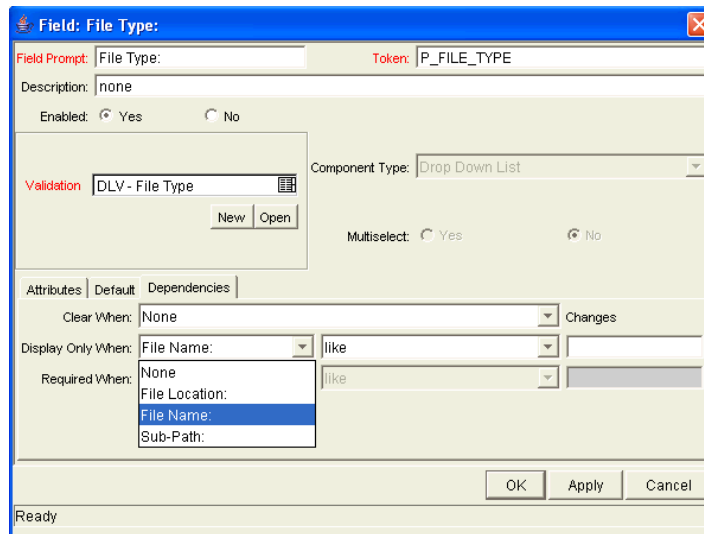 Field: File Type:
Field Prompt: File Type: Token: P_FILE_TYPE
Description: none
Enabled: Yes No
Validation DLV - File Type
Component Type: Drop Down List
New Open
Multiselect: Yes No
Attributes Default Dependencies
Clear When: None Changes
Display Only When: File Name: like
Required When: like
None
File Location:
File Name:
Sub-Path:
OK Apply Cancel
Ready